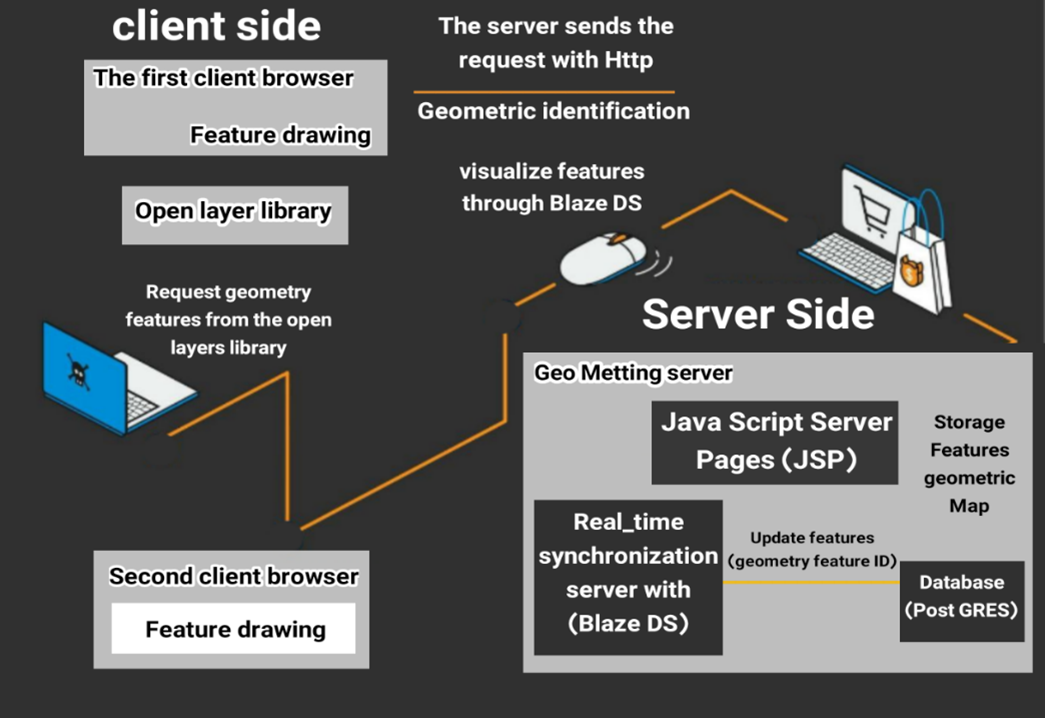 client side
The first client browser
Feature drawing
Open layer library
Request geometry
features from the open
layers library
Second client browser
Feature drawing
The server sends the
request with Http
Geometric identification
visualize features
through Blaze DS
Server Side
Geo Metting server
Java Script Server
Pages (JSP)
Storage
Features
geometric
Map
Real_time
synchronization
server with
(Blaze DS)
Update features
(geometry feature ID)
Database
(Post GRES)